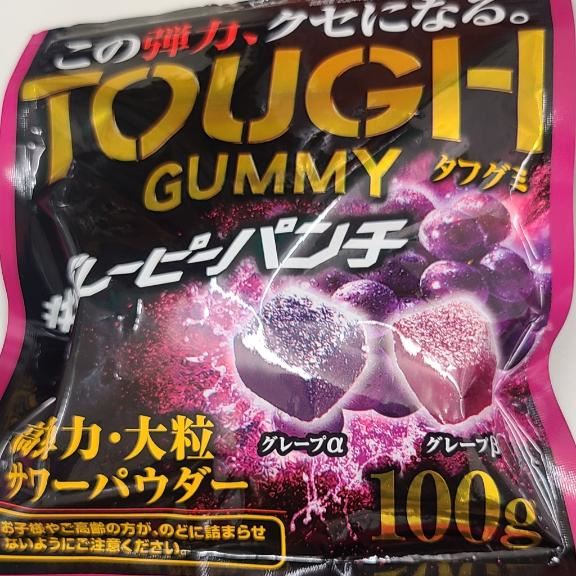 この弾力、クセになる。
TOUGH
GUMMY
タフグミ
グレーピーパンチ
グレープα
グレープβ
高弾力・大粒
サワーパウダー
100g
お子様やご高齢の方が、のどに詰まらせ
ないようにご注意ください。